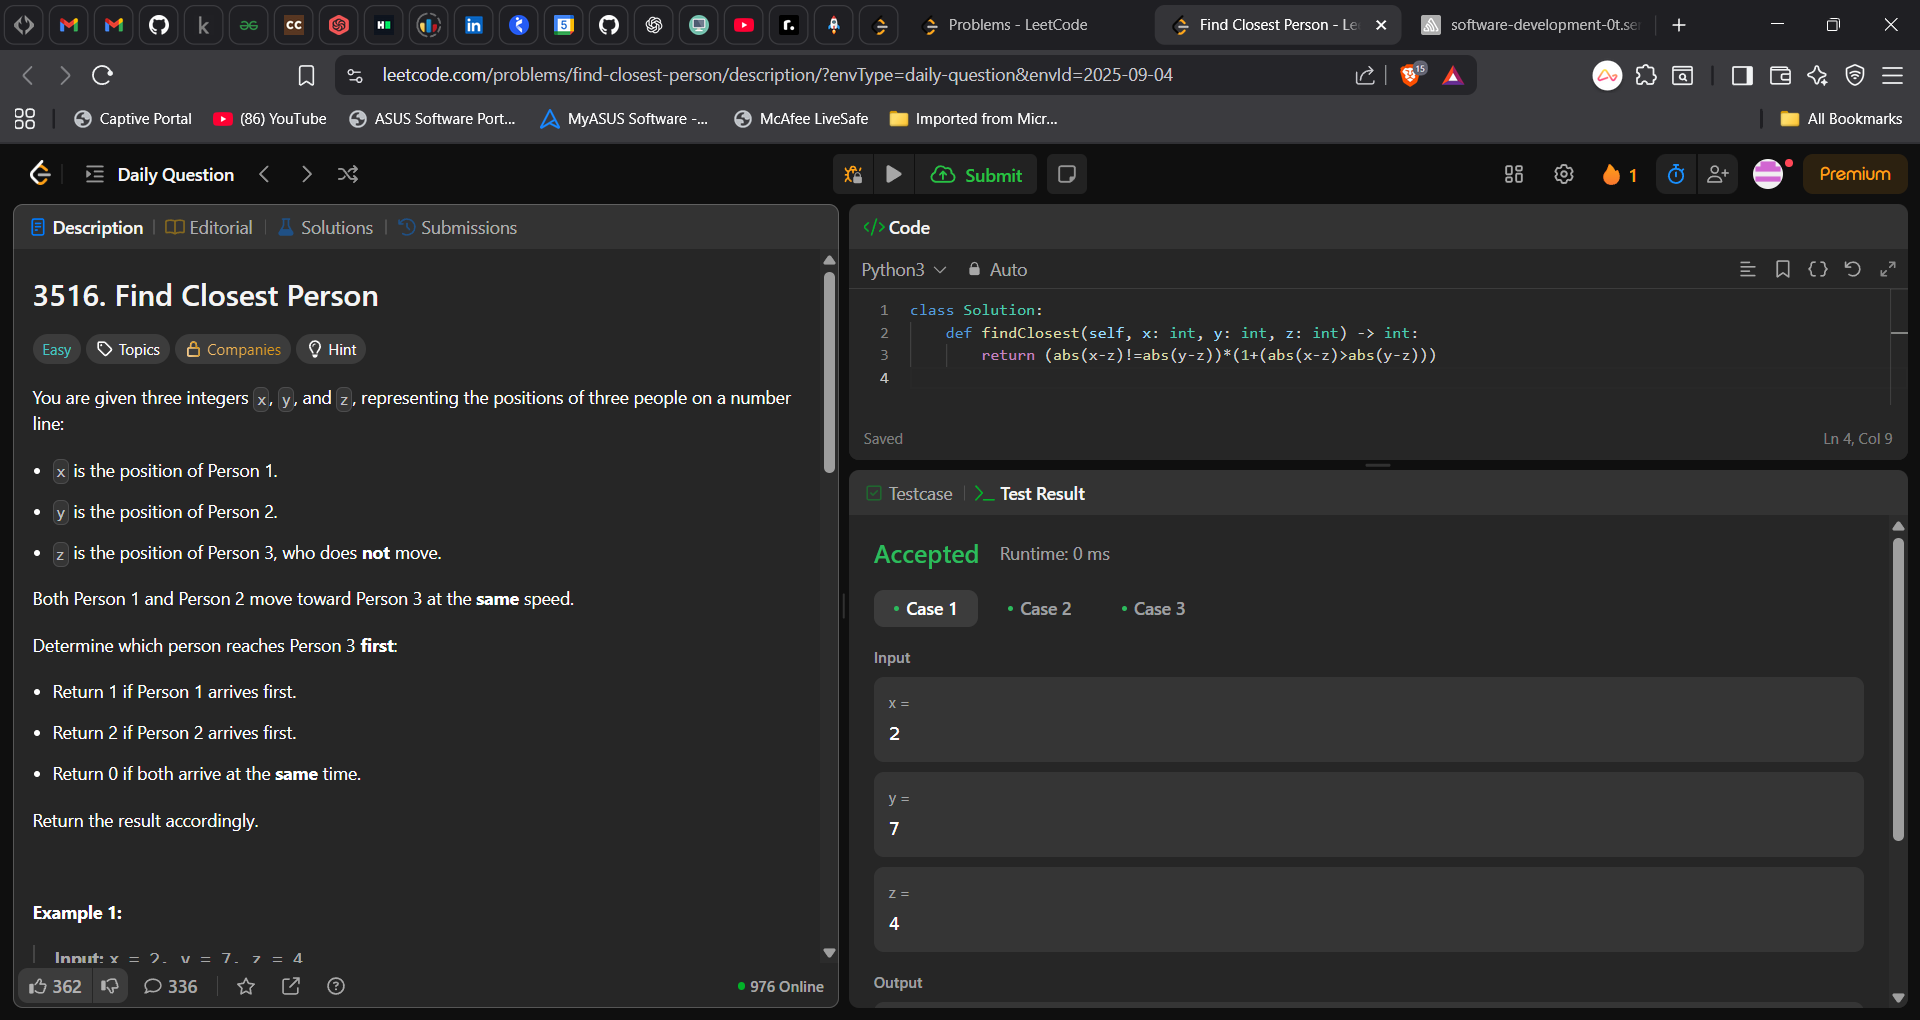 Problems - LeetCode
Find Closest Person - Le
software-development-0t.se
leetcode.com/problems/find-closest-person/description/?envType=daily-question&envId=2025-09-04
15
Captive Portal
(86) YouTube
ASUS Software Port...
MyASUS Software -...
McAfee LiveSafe
Imported from Micr...
All Bookmarks
Daily Question
Submit
1
Premium
Description
Editorial
Solutions
Submissions
3516. Find Closest Person
Easy
Topics
Companies
Hint
You are given three integers x, y, and z, representing the positions of three people on a number
line:
• x is the position of Person 1.
• y is the position of Person 2.
• z is the position of Person 3, who does not move.
Both Person 1 and Person 2 move toward Person 3 at the same speed.
Determine which person reaches Person 3 first:
• Return 1 if Person 1 arrives first.
• Return 2 if Person 2 arrives first.
• Return 0 if both arrive at the same time.
Return the result accordingly.
Example 1:
Input: x = 2, y = 7, z = 4
362
336
976 Online
</> Code
Python3
Auto
1 class Solution:
2 def findClosest(self, x: int, y: int, z: int) -> int:
3 return (abs(x-z)!=abs(y-z))*(1+(abs(x-z)>abs(y-z)))
4
Saved
Ln 4, Col 9
Testcase
Test Result
Accepted
Runtime: 0 ms
• Case 1
• Case 2
• Case 3
Input
x =
2
y =
7
z =
4
Output